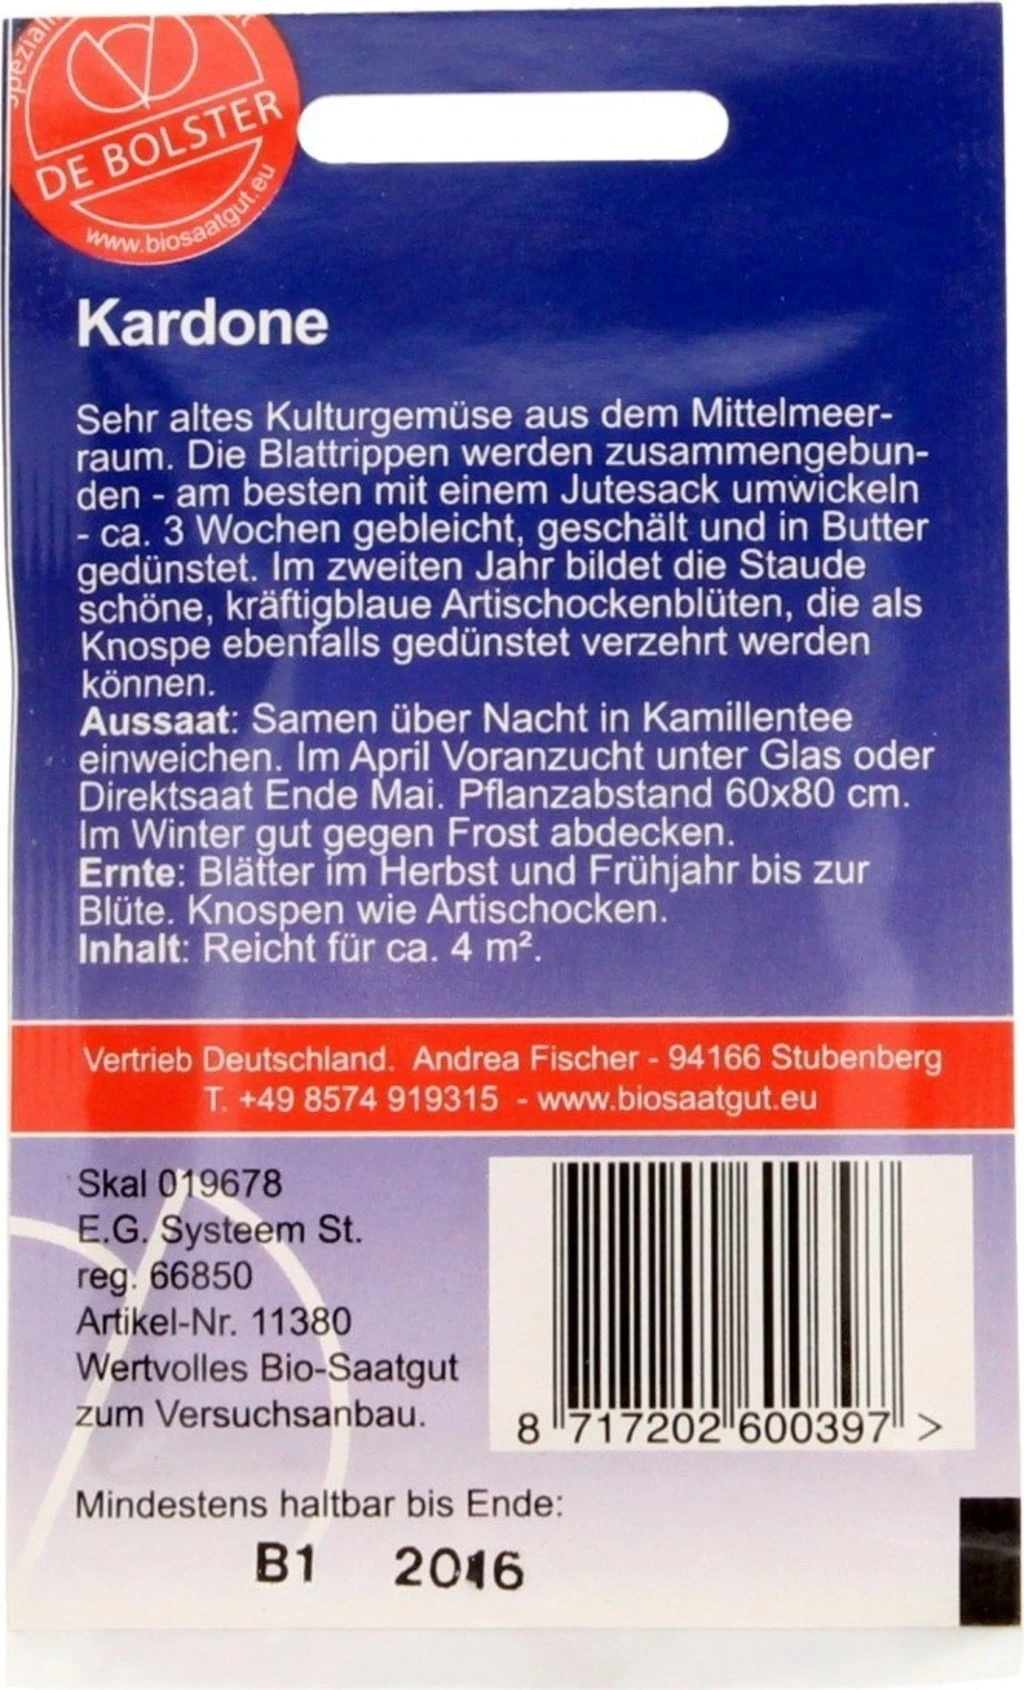 DE BOLSTER
www.biosaatgut.eu
Kardone
Sehr altes Kulturgemüse aus dem Mittelmeer-
raum. Die Blattrippen werden zusammengebun-
den - am besten mit einem Jutesack umwickeln
- ca. 3 Wochen gebleicht, geschält und in Butter
gedünstet. Im zweiten Jahr bildet die Staude
schöne, kräftigblaue Artischockenblüten, die als
Knospe ebenfalls gedünstet verzehrt werden
können.
Aussaat: Samen über Nacht in Kamillentee
einweichen. Im April Voranzucht unter Glas oder
Direktsaat Ende Mai. Pflanzabstand 60x80 cm.
Im Winter gut gegen Frost abdecken.
Ernte: Blätter im Herbst und Frühjahr bis zur
Blüte. Knospen wie Artischocken.
Inhalt: Reicht für ca. 4 m².
Vertrieb Deutschland. Andrea Fischer - 94166 Stubenberg
T. +49 8574 919315 - www.biosaatgut.eu
Skal 019678
E.G. Systeem St.
reg. 66850
Artikel-Nr. 11380
Wertvolles Bio-Saatgut
zum Versuchsanbau.
8 717202 600397 >
Mindestens haltbar bis Ende:
B1 2016